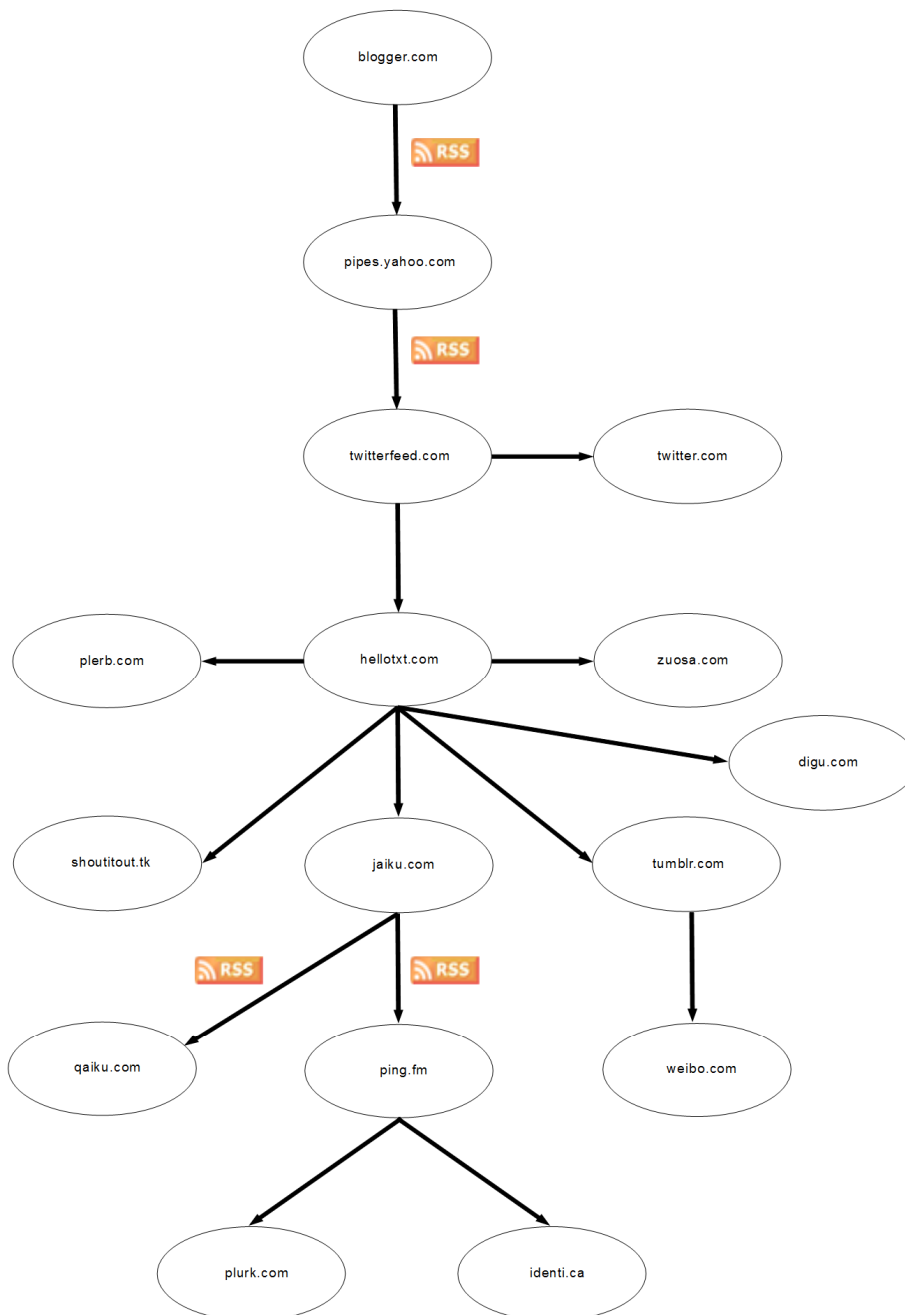 blogger.com
RSS
pipes.yahoo.com
RSS
twitterfeed.com
twitter.com
plerb.com
hellotxt.com
zuosa.com
digu.com
shoutitout.tk
jaiku.com
tumblr.com
RSS
RSS
qaiku.com
ping.fm
weibo.com
plurk.com
identi.ca